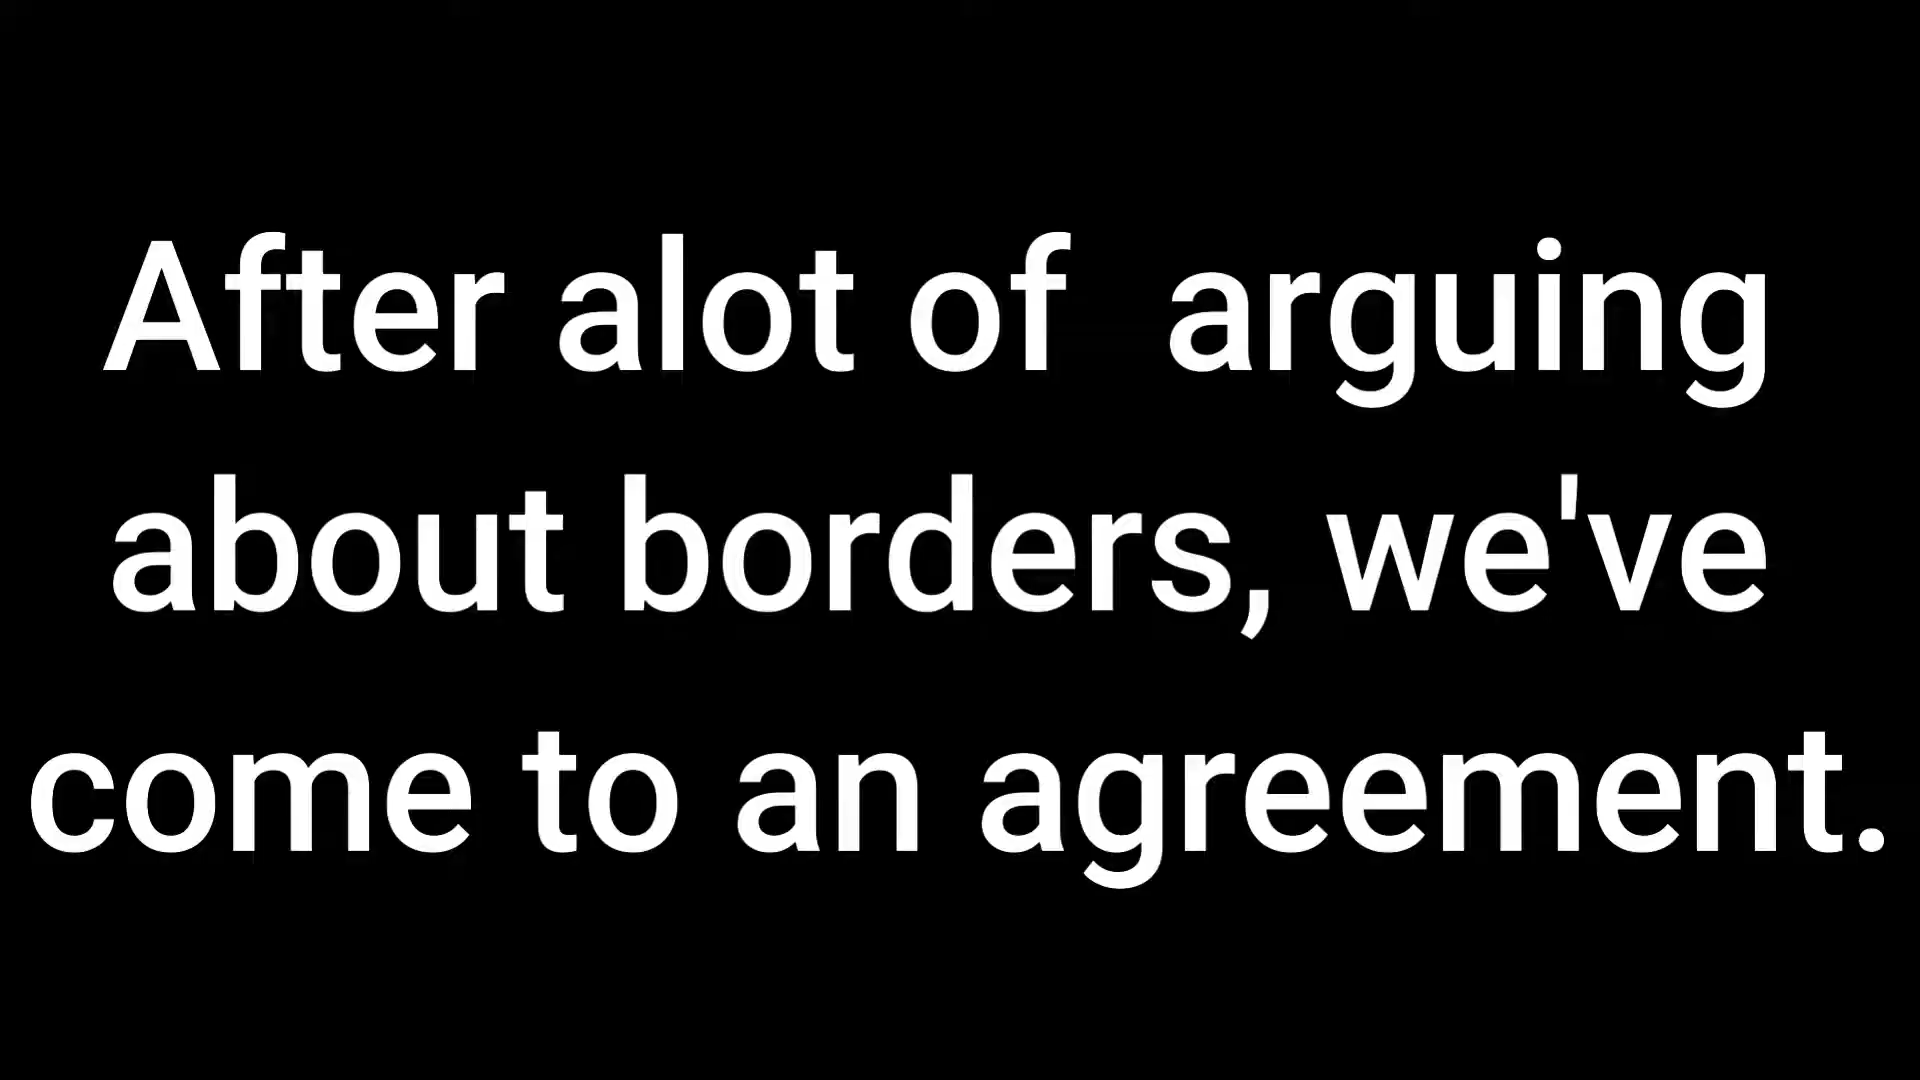 After alot of  arguing
about borders, we've
come to an agreement.